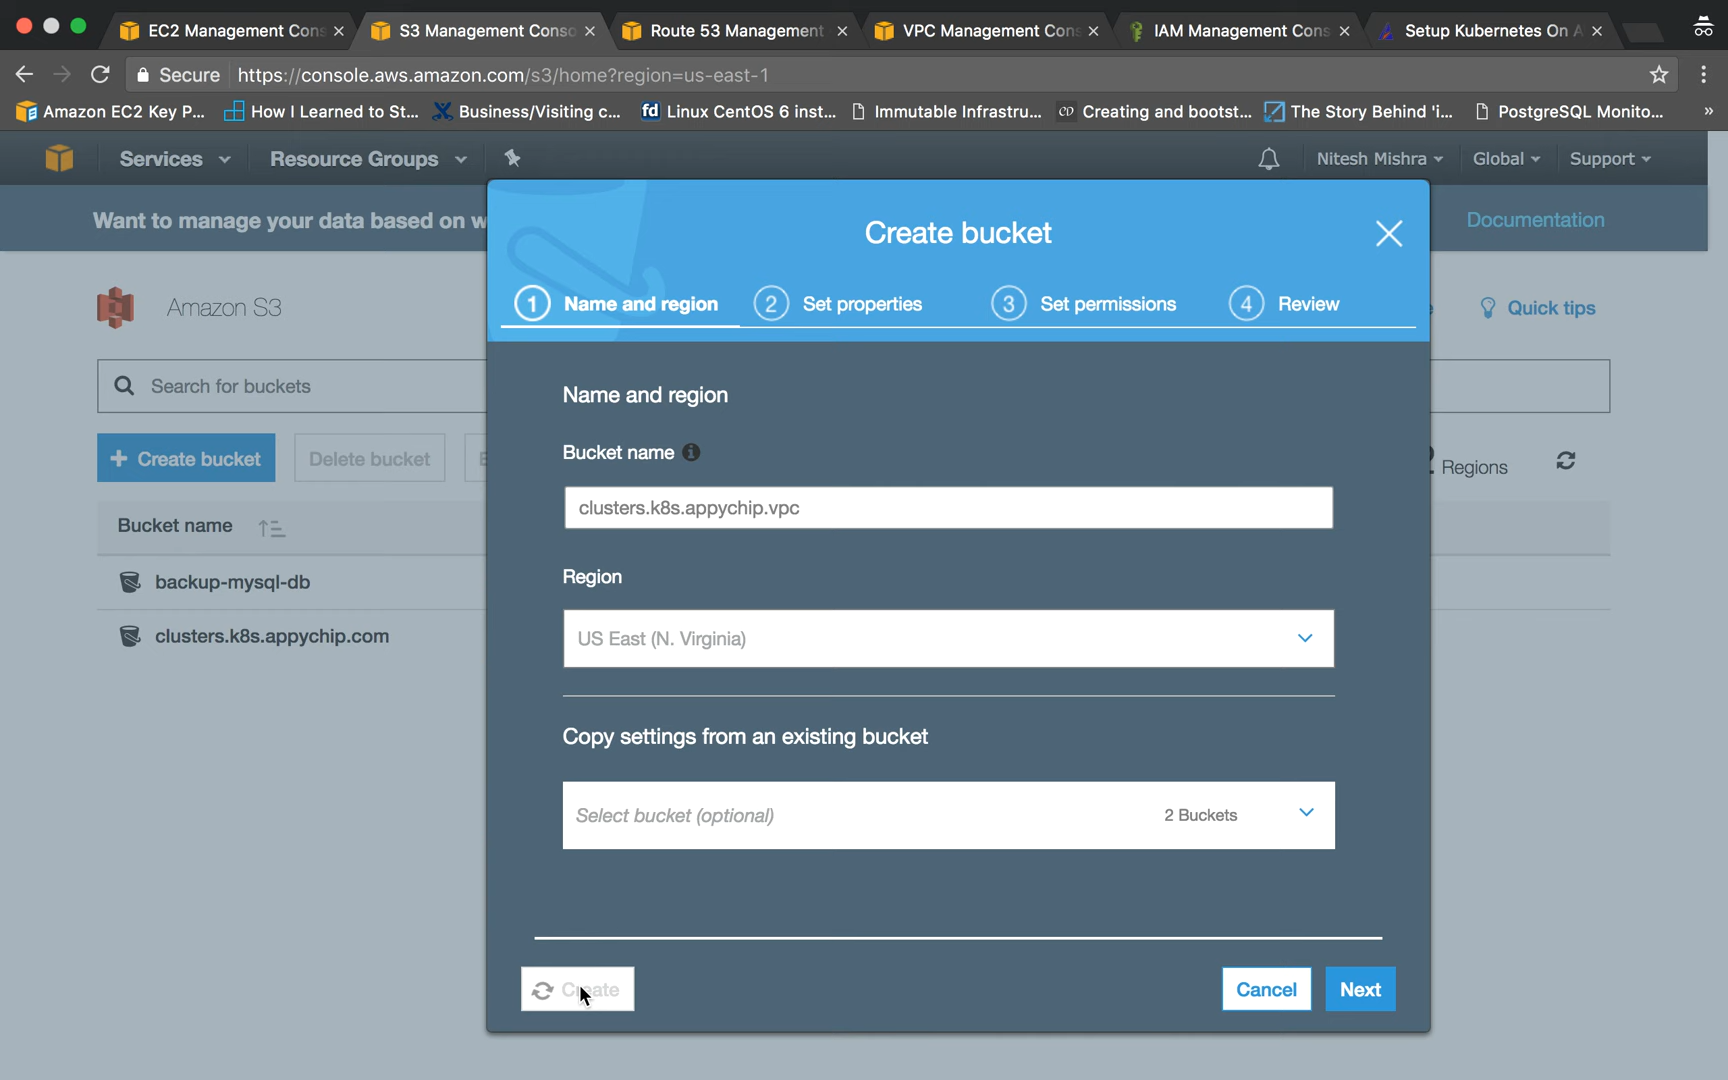 EC2 Management Cons
S3 Management Conso
Route 53 Management
VPC Management Cons
IAM Management Cons
Setup Kubernetes On A
Secure
https://console.aws.amazon.com/s3/home?region=us-east-1
Amazon EC2 Key P...
How I Learned to St...
Business/Visiting c...
fd Linux CentOS 6 inst...
Immutable Infrastru...
CD Creating and bootst...
The Story Behind 'i...
PostgreSQL Monito...
»
Services
Resource Groups
Nitesh Mishra
Global
Support
Want to manage your data based on w
Documentation
Create bucket
1 Name and region
2 Set properties
3 Set permissions
4 Review
Amazon S3
Quick tips
Search for buckets
Name and region
Bucket name
+ Create bucket
Delete bucket
Regions
clusters.k8s.appychip.vpc
Bucket name
Region
backup-mysql-db
US East (N. Virginia)
clusters.k8s.appychip.com
Copy settings from an existing bucket
Select bucket (optional)
2 Buckets
Create
Cancel
Next